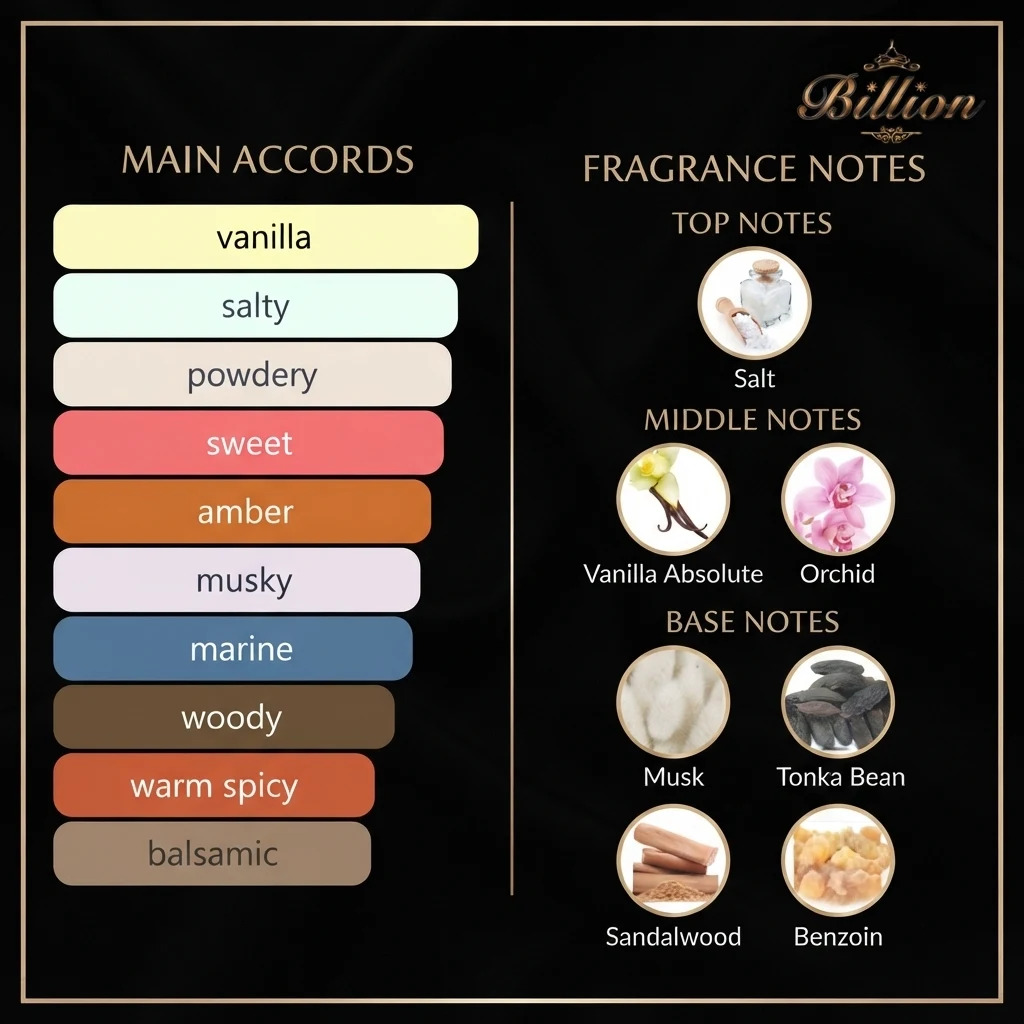 Billion
MAIN ACCORDS
vanilla
salty
powdery
sweet
amber
musky
marine
woody
warm spicy
balsamic
FRAGRANCE NOTES
TOP NOTES
Salt
MIDDLE NOTES
Vanilla Absolute
Orchid
BASE NOTES
Musk
Tonka Bean
Sandalwood
Benzoin